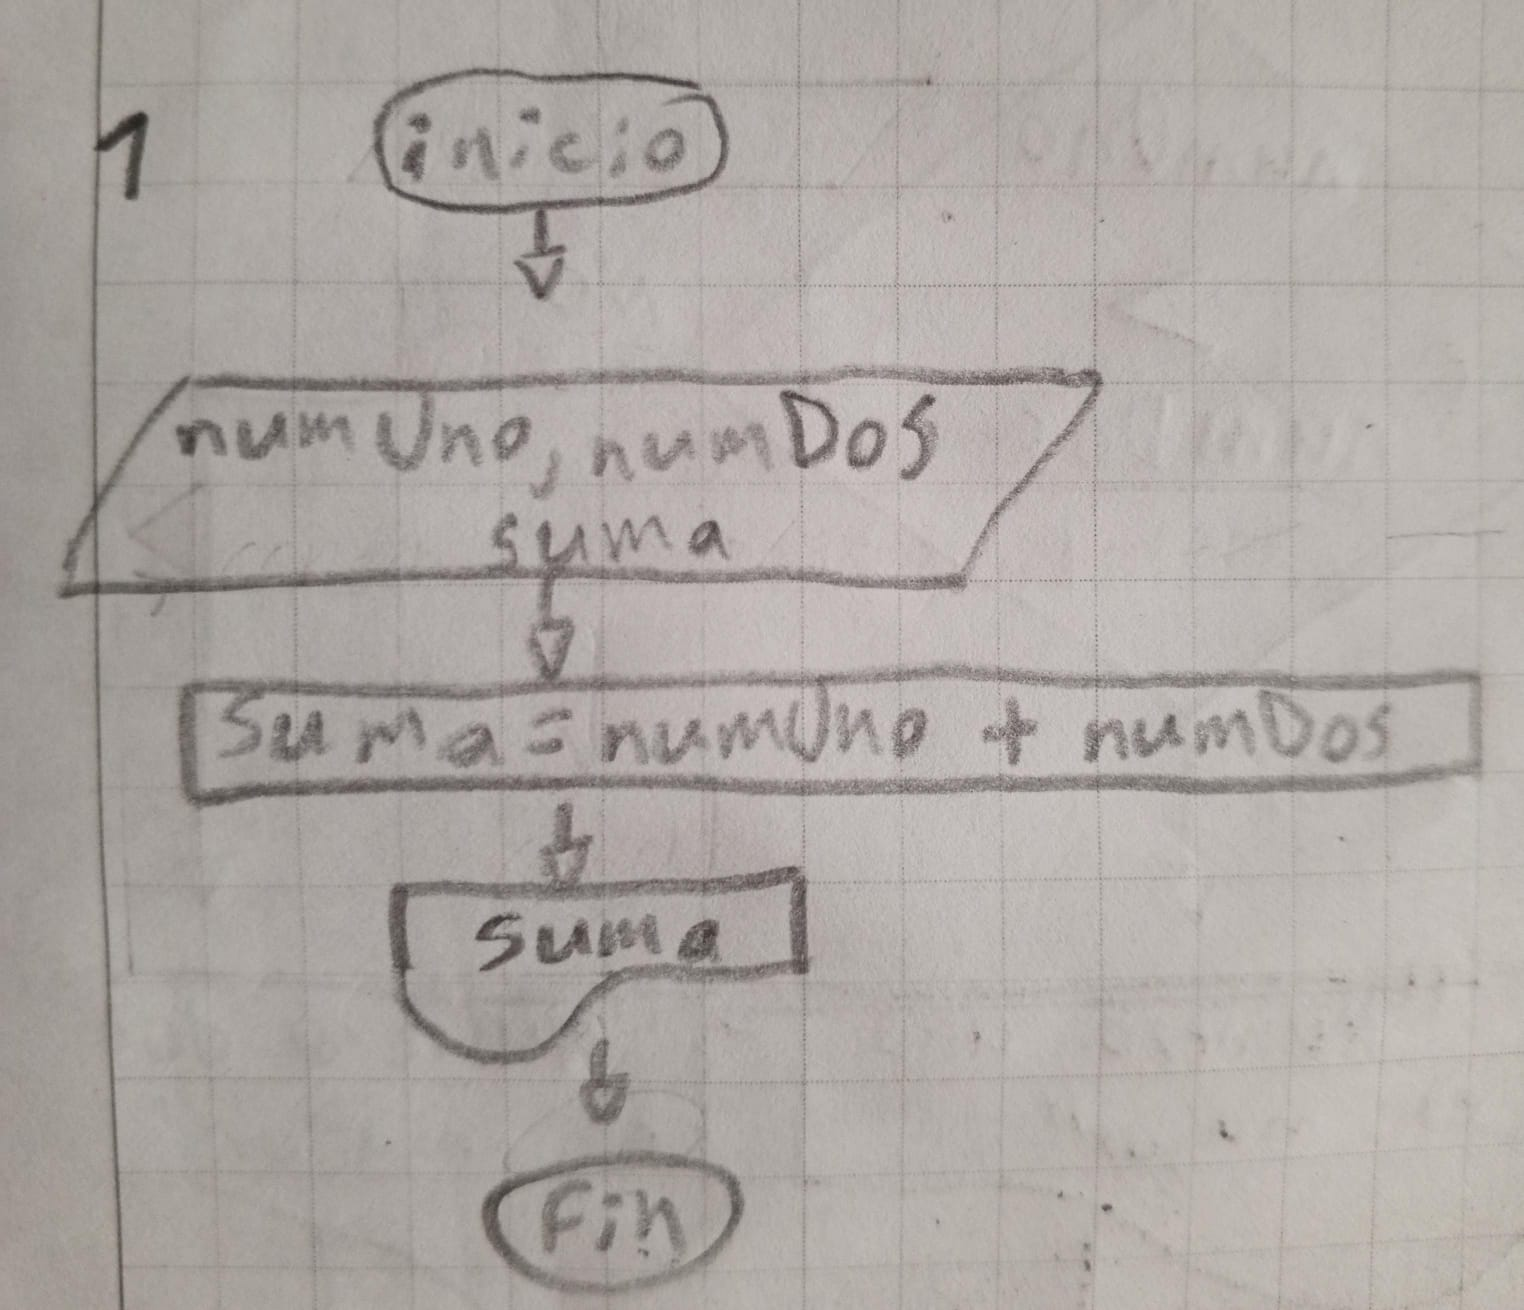 1
inicio
numUno, numDos
suma
Suma = numUno + numDos
suma
Fin